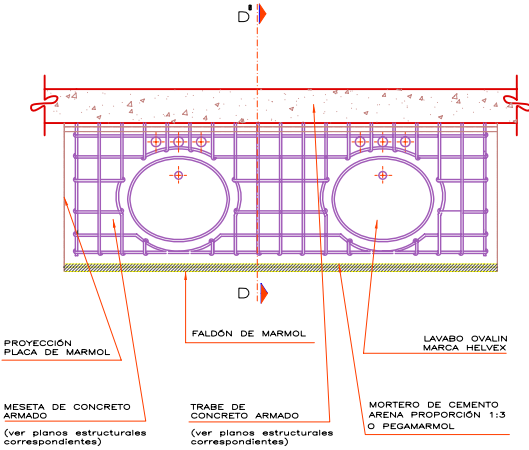 D'
D
FALDÓN DE MARMOL
PROYECCIÓN
PLACA DE MARMOL
LAVABO OVALIN
MARCA HELVEX
MESETA DE CONCRETO
ARMADO
(ver planos estructurales
correspondientes)
TRABE DE
CONCRETO ARMADO
(ver planos estructurales
correspondientes)
MORTERO DE CEMENTO
ARENA PROPORCIÓN 1:3
O PEGAMARMOL